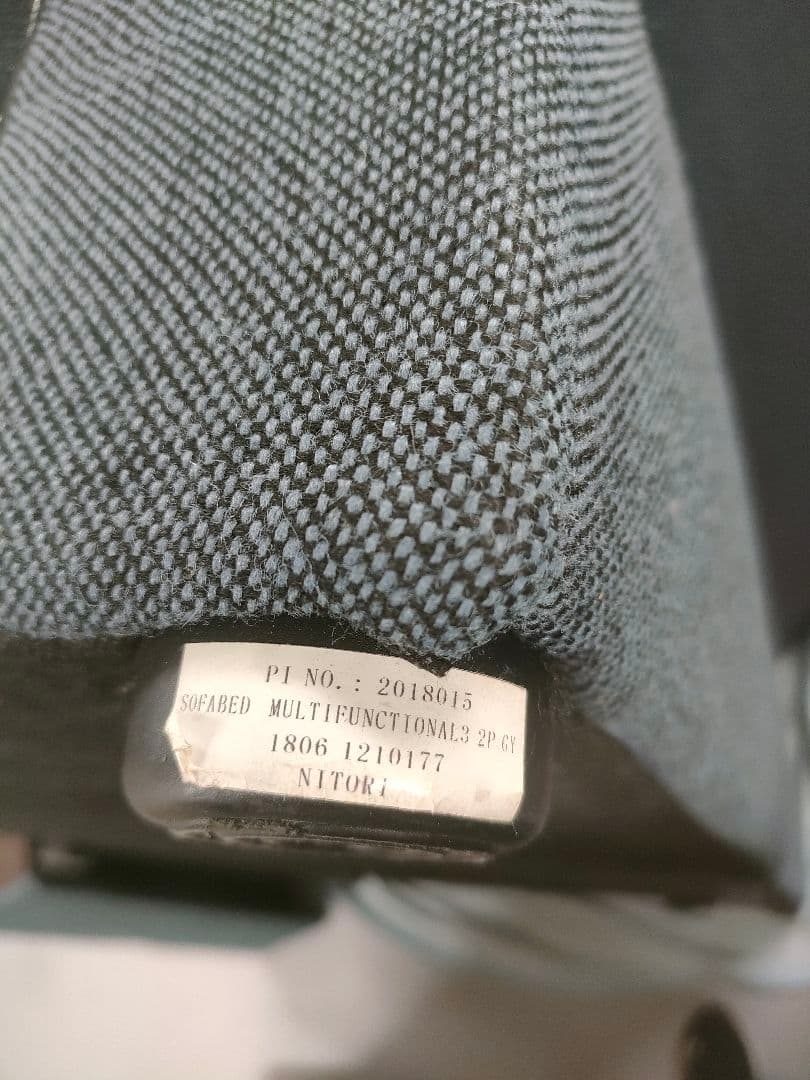 PI NO. : 2018015
SOFABED MULTIFUNCTIONAL3 2P GY
1806 1210177
NITORI